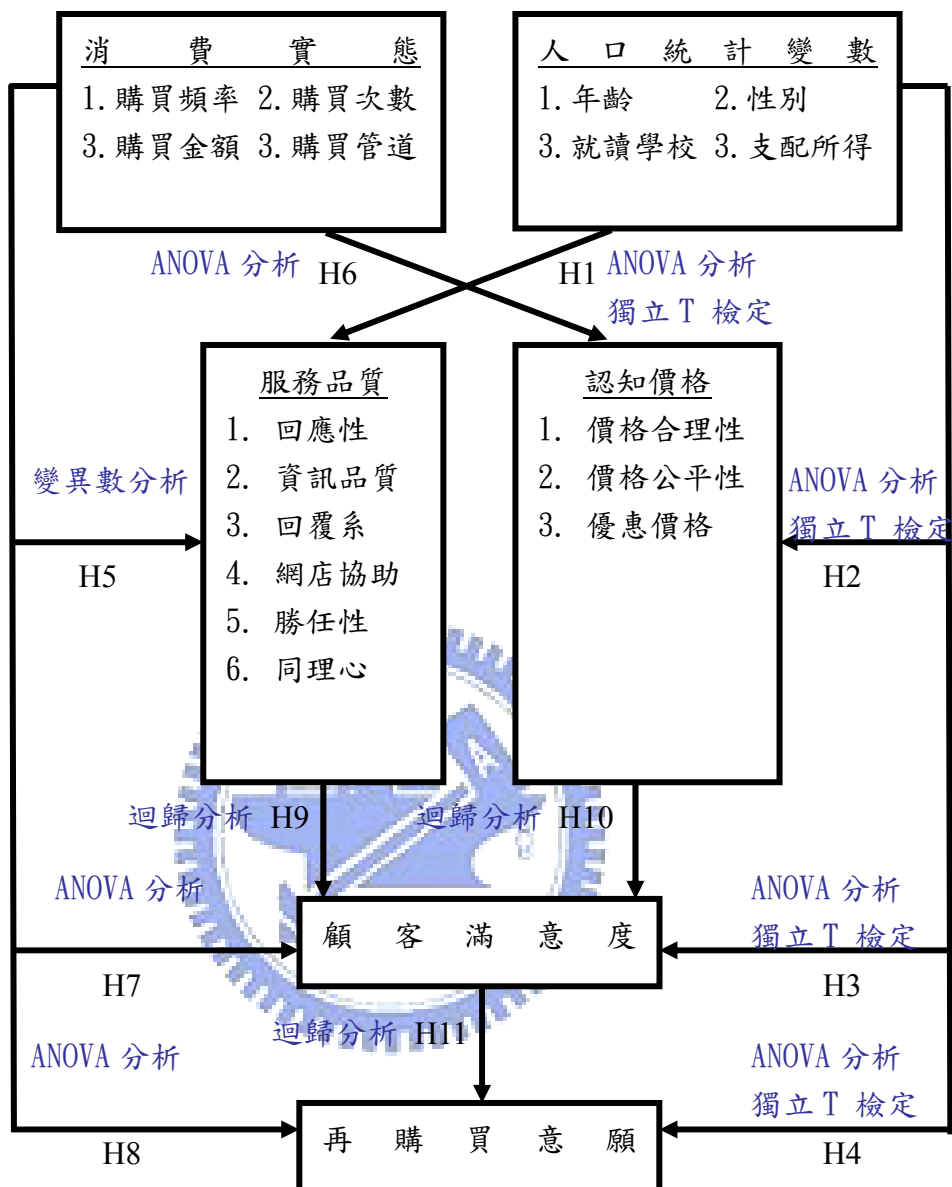 消費實態
1.購買頻率 2.購買次數
3.購買金額 3.購買管道
人口統計變數
1.年齡 2.性別
3.就讀學校 3.支配所得
ANOVA 分析
H6
H1
ANOVA 分析
獨立 T 檢定
服務品質
1. 回應性
2. 資訊品質
3. 回覆系
4. 網店協助
5. 勝任性
6. 同理心
認知價格
1. 價格合理性
2. 價格公平性
3. 優惠價格
變異數分析
H5
ANOVA 分析
獨立 T 檢定
H2
迴歸分析 H9
迴歸分析 H10
ANOVA 分析
H7
顧客滿意度
ANOVA 分析
獨立 T 檢定
H3
迴歸分析 H11
ANOVA 分析
H8
再購買意願
ANOVA 分析
獨立 T 檢定
H4
A